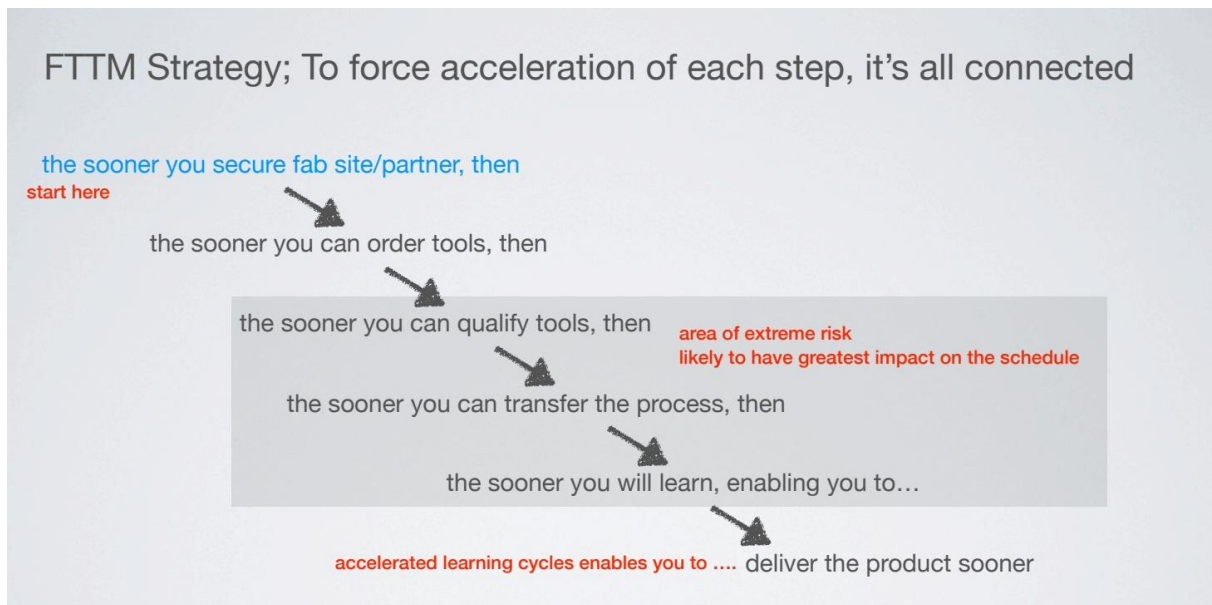 FTTM Strategy; To force acceleration of each step, it's all connected
the sooner you secure fab site/partner, then
start here
the sooner you can order tools, then
the sooner you can qualify tools, then
area of extreme risk
likely to have greatest impact on the schedule
the sooner you can transfer the process, then
the sooner you will learn, enabling you to…
accelerated learning cycles enables you to .... deliver the product sooner